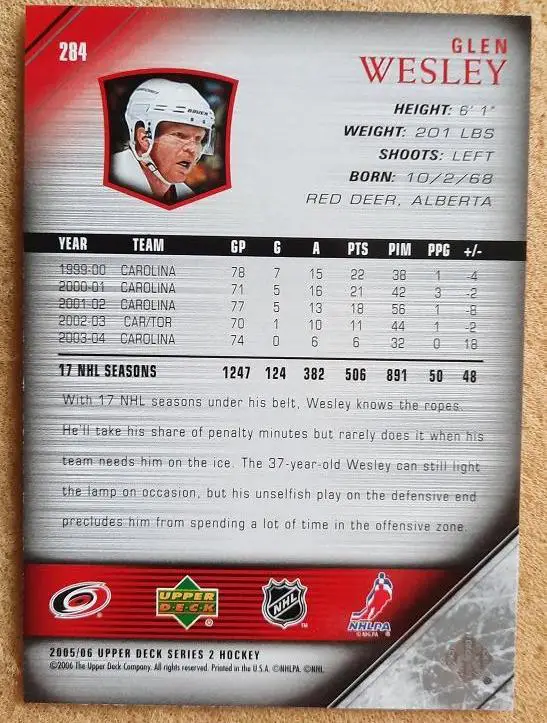 284
GLEN
WESLEY
BAUER
HEIGHT: 6' 1"
WEIGHT: 201 LBS
SHOOTS: LEFT
BORN: 10/2/68
RED DEER, ALBERTA
YEAR TEAM GP G A PTS PIM PPG +/-
1999-00 CAROLINA 78 7 15 22 38 1 -4
2000-01 CAROLINA 71 5 16 21 42 3 -2
2001-02 CAROLINA 77 5 13 18 56 1 -8
2002-03 CAR/TOR 70 1 10 11 44 1 -2
2003-04 CAROLINA 74 0 6 6 32 0 18
17 NHL SEASONS 1247 124 382 506 891 50 48
With 17 NHL seasons under his belt, Wesley knows the ropes.
He'll take his share of penalty minutes but rarely does it when his
team needs him on the ice. The 37-year-old Wesley can still light
the lamp on occasion, but his unselfish play on the defensive end
precludes him from spending a lot of time in the offensive zone.
UPPER
DECK
®
NHL
™
NHLPA
©NHLPA
2005/06 UPPER DECK SERIES 2 HOCKEY
©2006 The Upper Deck Company. All rights reserved. Printed in the U.S.A. ©NHLPA. ©NHL